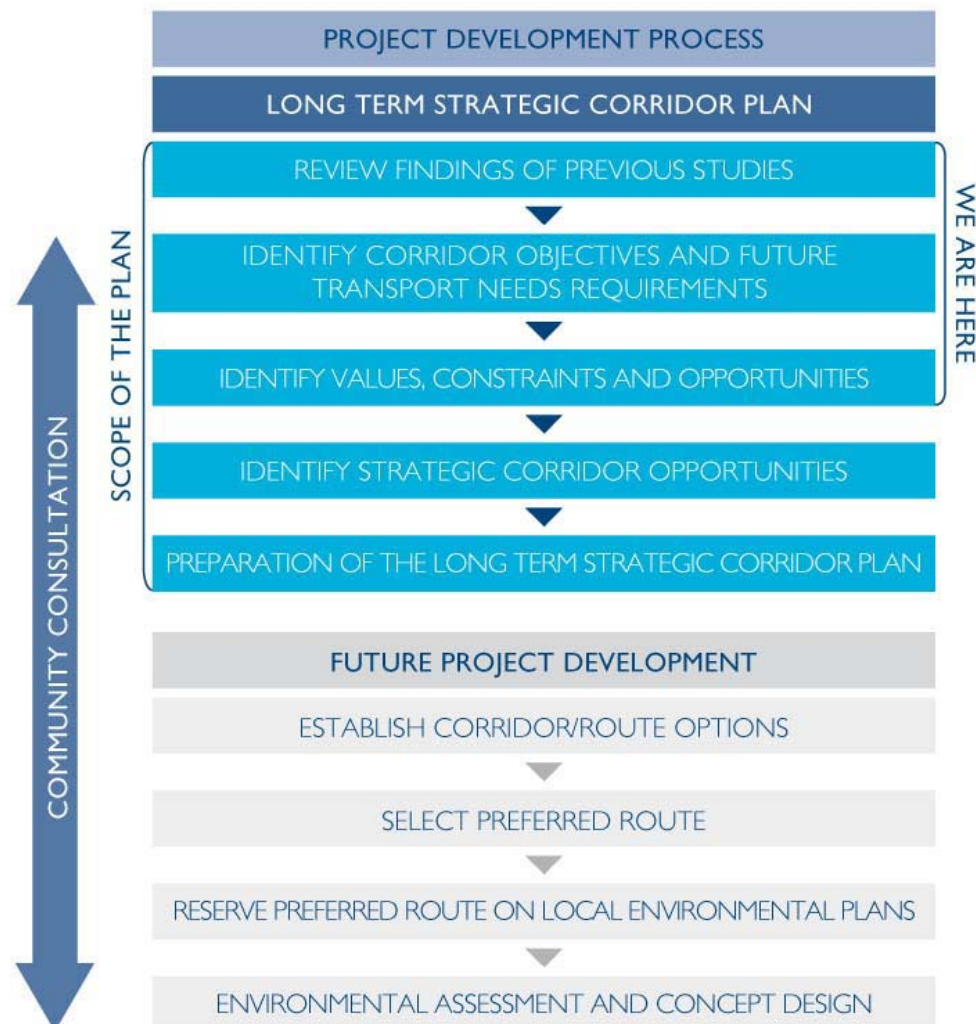 PROJECT DEVELOPMENT PROCESS
LONG TERM STRATEGIC CORRIDOR PLAN
REVIEW FINDINGS OF PREVIOUS STUDIES
IDENTIFY CORRIDOR OBJECTIVES AND FUTURE
TRANSPORT NEEDS REQUIREMENTS
IDENTIFY VALUES, CONSTRAINTS AND OPPORTUNITIES
IDENTIFY STRATEGIC CORRIDOR OPPORTUNITIES
PREPARATION OF THE LONG TERM STRATEGIC CORRIDOR PLAN
SCOPE OF THE PLAN
WE ARE HERE
COMMUNITY CONSULTATION
FUTURE PROJECT DEVELOPMENT
ESTABLISH CORRIDOR/ROUTE OPTIONS
SELECT PREFERRED ROUTE
RESERVE PREFERRED ROUTE ON LOCAL ENVIRONMENTAL PLANS
ENVIRONMENTAL ASSESSMENT AND CONCEPT DESIGN